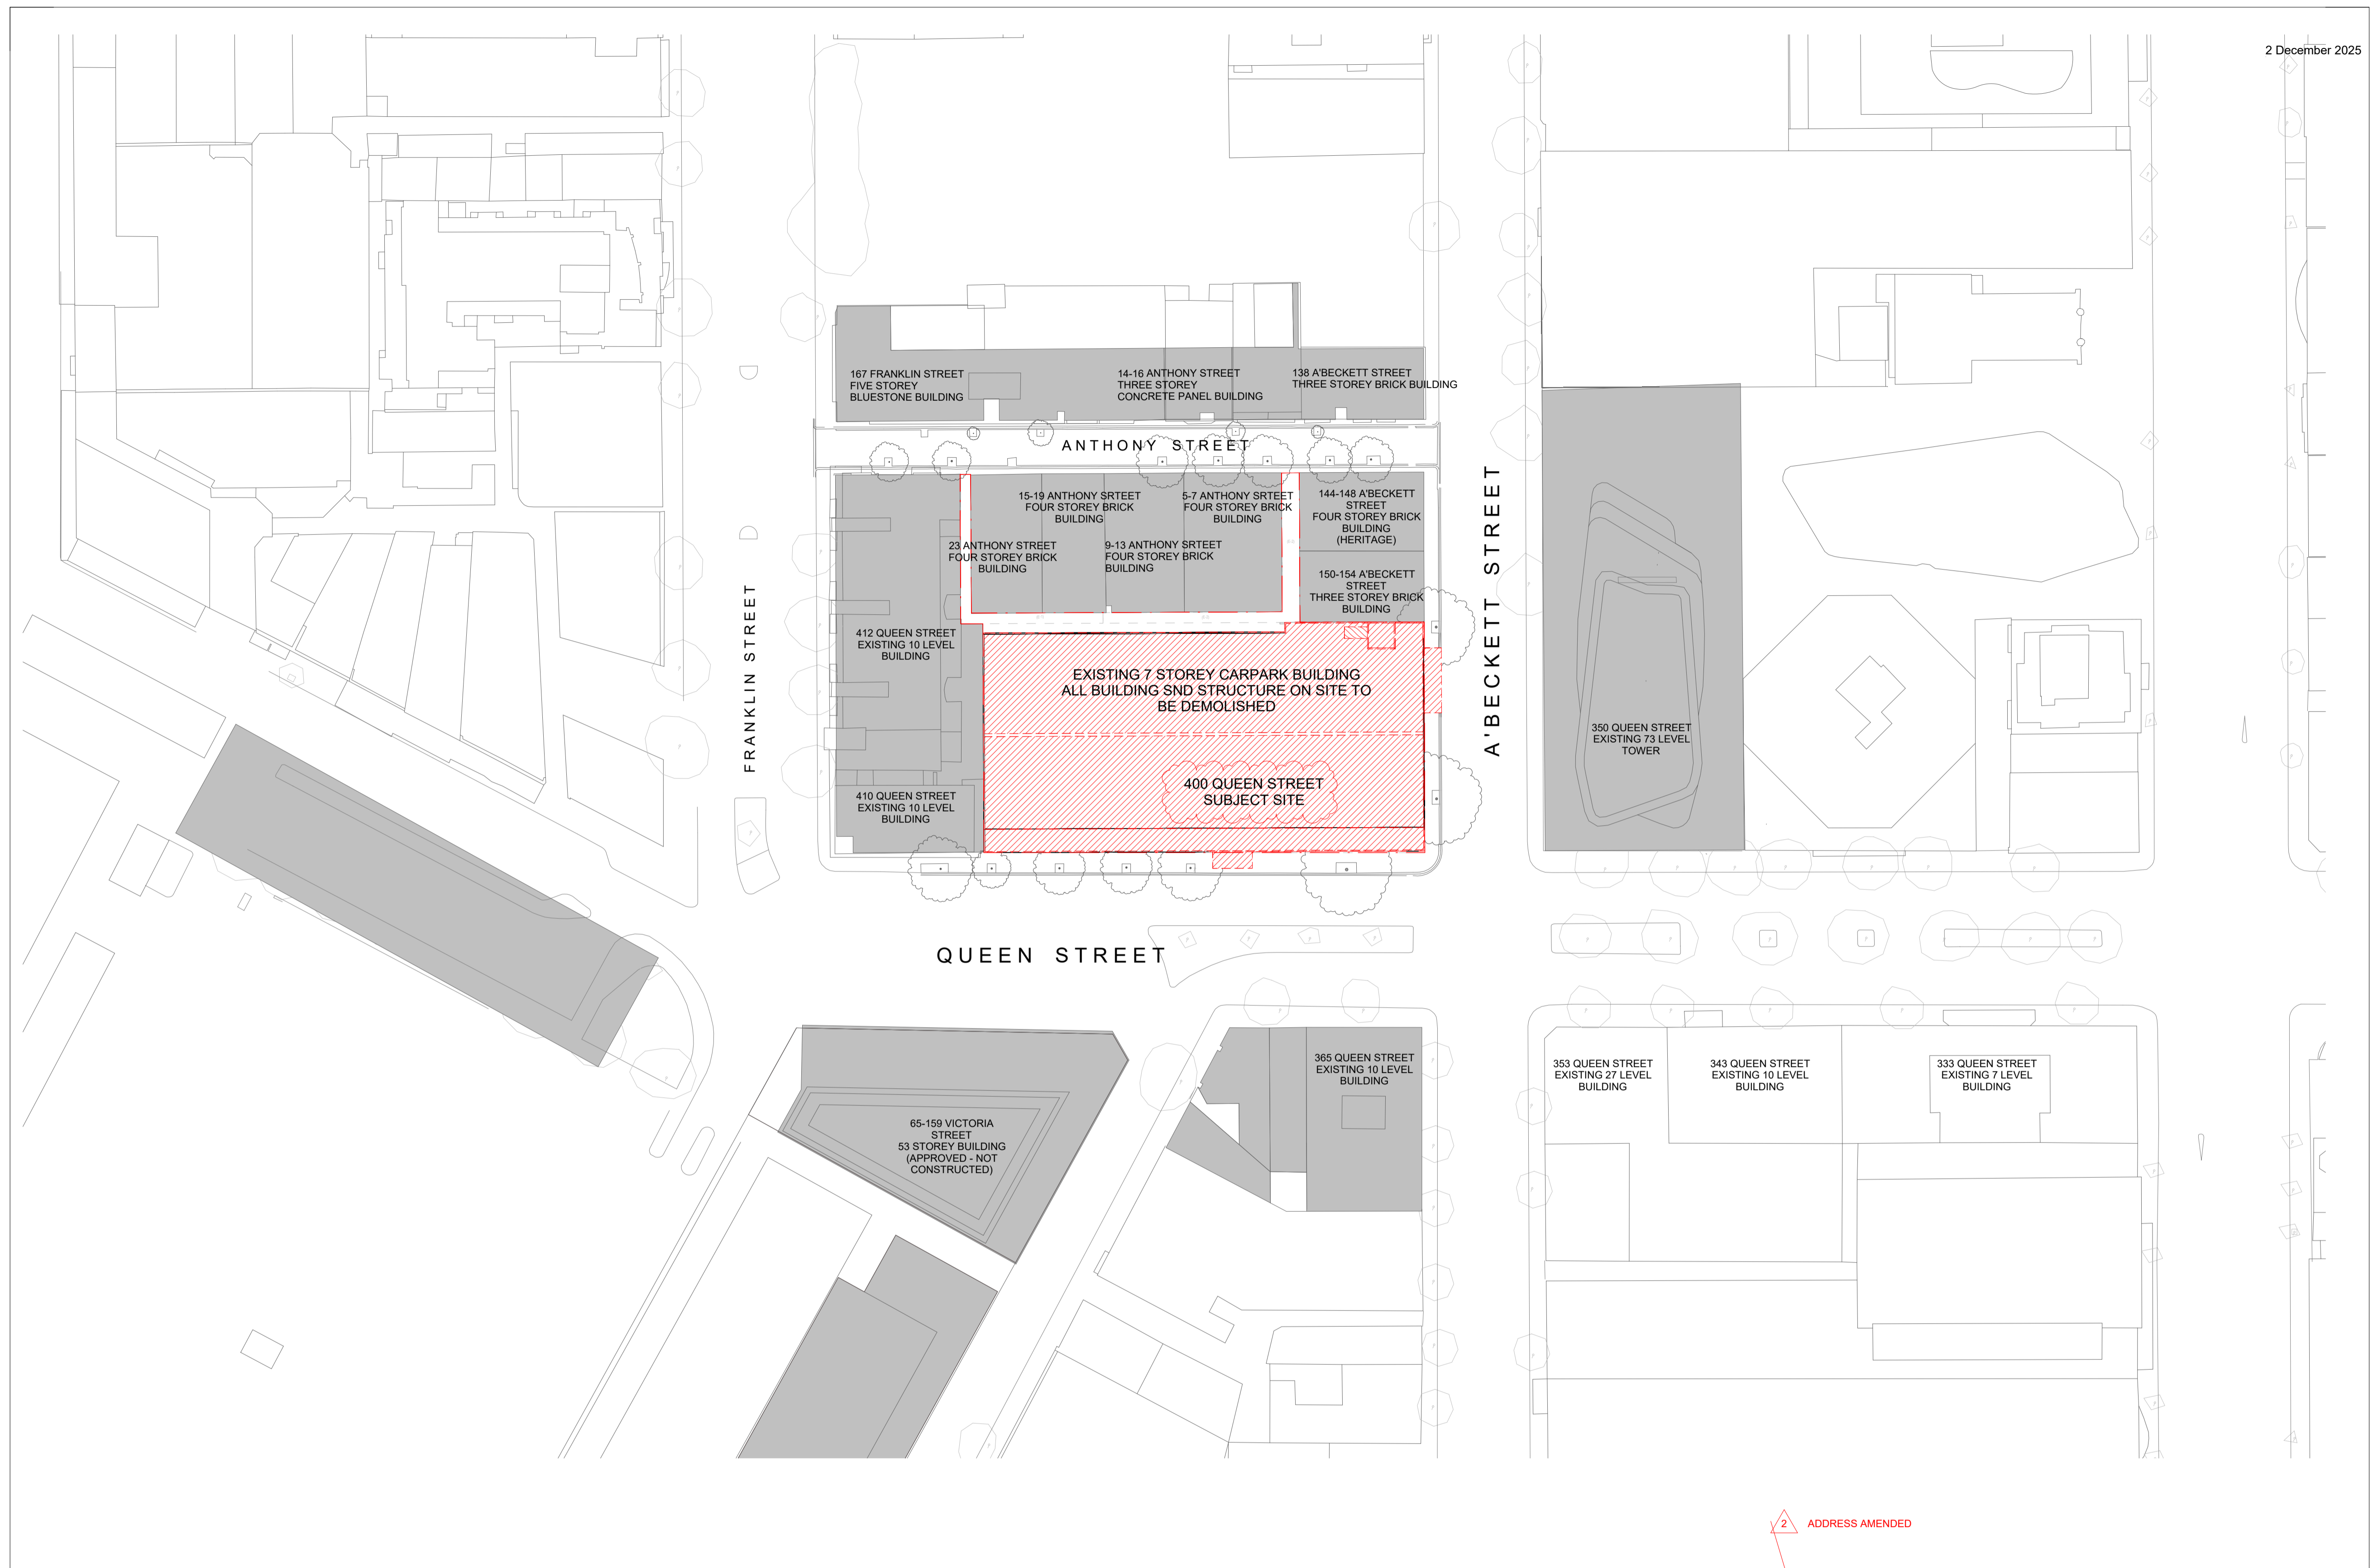 2 December 2025
167 FRANKLIN STREET
FIVE STOREY
BLUESTONE BUILDING
14-16 ANTHONY STREET
THREE STOREY
CONCRETE PANEL BUILDING
138 A'BECKETT STREET
THREE STOREY BRICK BUILDING
ANTHONY STREET
15-19 ANTHONY SRTEET
FOUR STOREY BRICK
BUILDING
5-7 ANTHONY SRTEET
FOUR STOREY BRICK
BUILDING
144-148 A'BECKETT
STREET
FOUR STOREY BRICK
BUILDING
(HERITAGE)
23 ANTHONY STREET
FOUR STOREY BRICK
BUILDING
9-13 ANTHONY SRTEET
FOUR STOREY BRICK
BUILDING
150-154 A'BECKETT
STREET
THREE STOREY BRICK
BUILDING
FRANKLIN STREET
A'BECKETT STREET
412 QUEEN STREET
EXISTING 10 LEVEL
BUILDING
EXISTING 7 STOREY CARPARK BUILDING
ALL BUILDING SND STRUCTURE ON SITE TO
BE DEMOLISHED
350 QUEEN STREET
EXISTING 73 LEVEL
TOWER
400 QUEEN STREET
SUBJECT SITE
410 QUEEN STREET
EXISTING 10 LEVEL
BUILDING
QUEEN STREET
365 QUEEN STREET
EXISTING 10 LEVEL
BUILDING
353 QUEEN STREET
EXISTING 27 LEVEL
BUILDING
343 QUEEN STREET
EXISTING 10 LEVEL
BUILDING
333 QUEEN STREET
EXISTING 7 LEVEL
BUILDING
65-159 VICTORIA
STREET
53 STOREY BUILDING
(APPROVED - NOT
CONSTRUCTED)
2 ADDRESS AMENDED